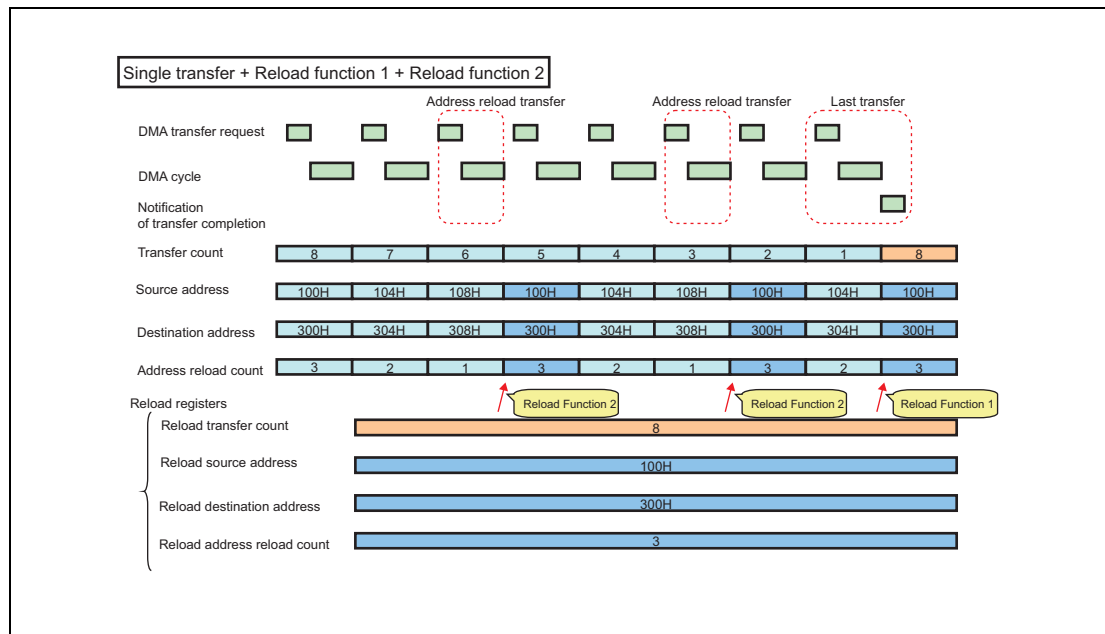 Single transfer + Reload function 1 + Reload function 2
Address reload transfer Address reload transfer Last transfer
DMA transfer request
DMA cycle
Notification
of transfer completion
Transfer count 8 7 6 5 4 3 2 1 8
Source address 100H 104H 108H 100H 104H 108H 100H 104H 100H
Destination address 300H 304H 308H 300H 304H 308H 300H 304H 300H
Address reload count 3 2 1 3 2 1 3 2 3
Reload Function 2 Reload Function 2 Reload Function 1
Reload registers
Reload transfer count 8
Reload source address 100H
Reload destination address 300H
Reload address reload count 3